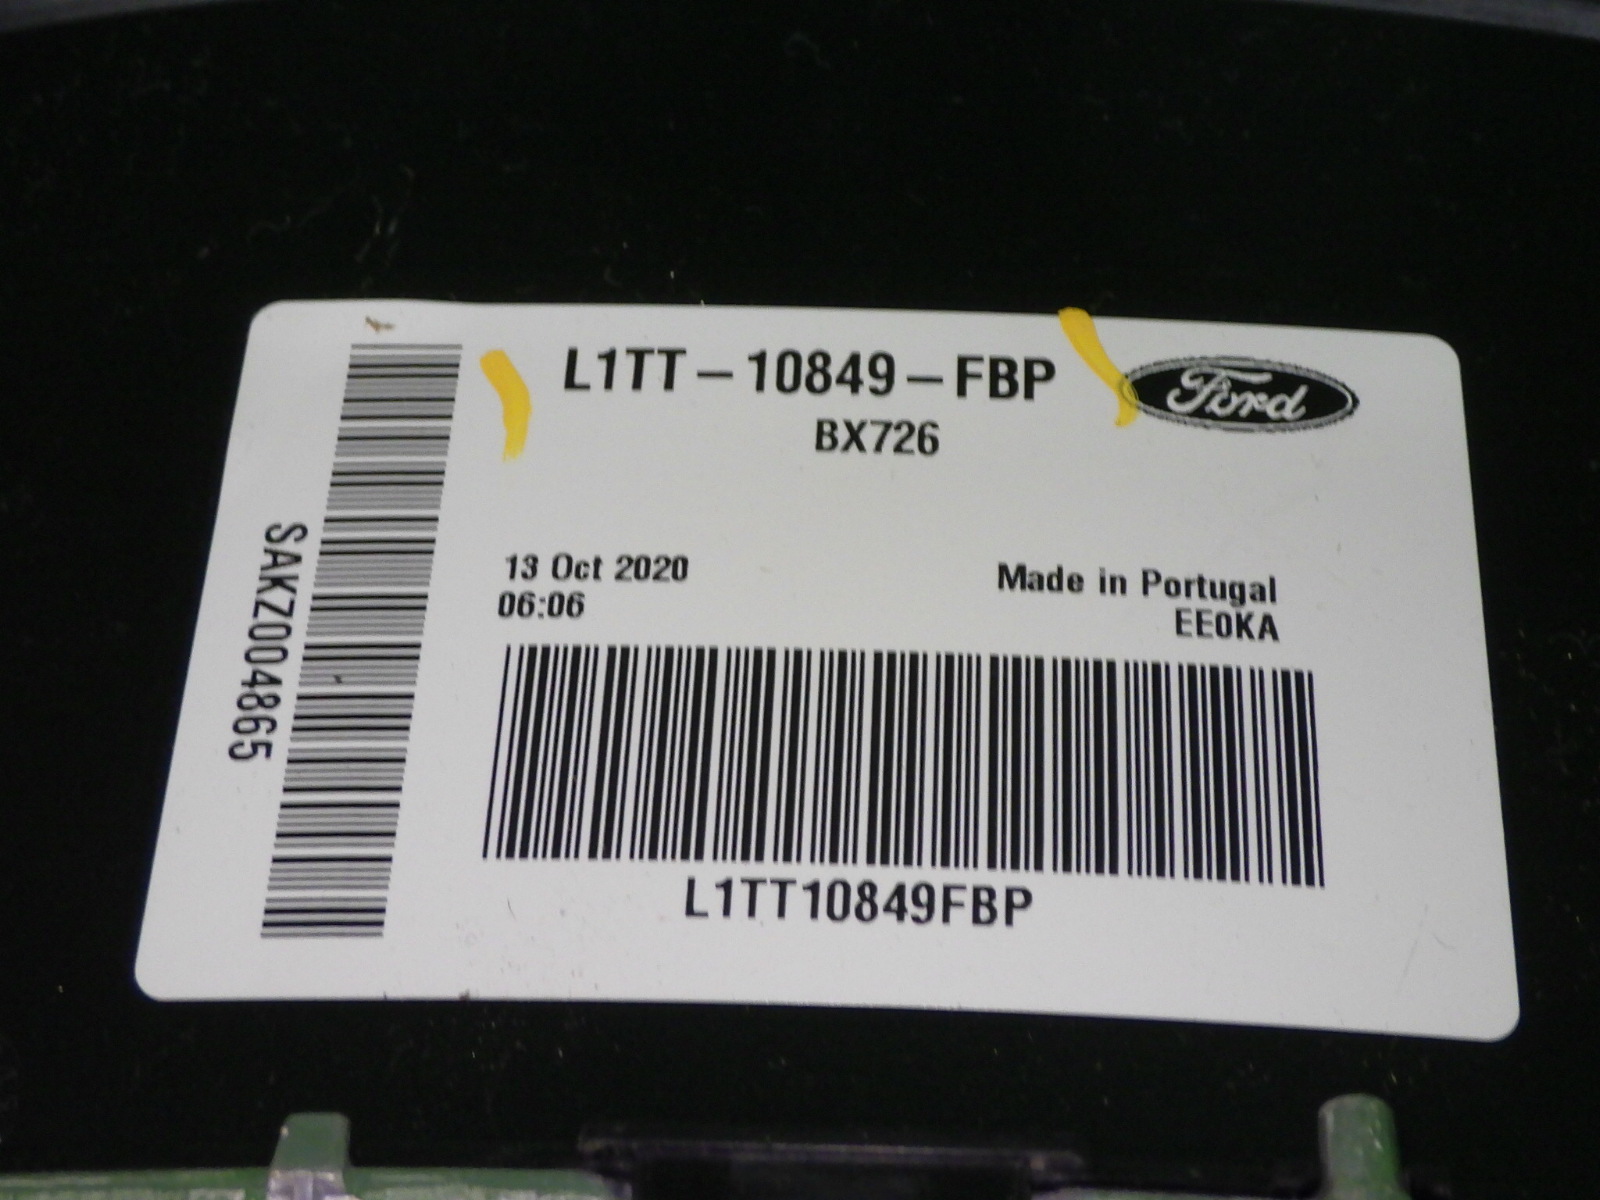 L1TT-10849-FBP
Ford
BX726
13 Oct 2020
06:06
Made in Portugal
EE0KA
L1TT10849FBP
SAKZ004865